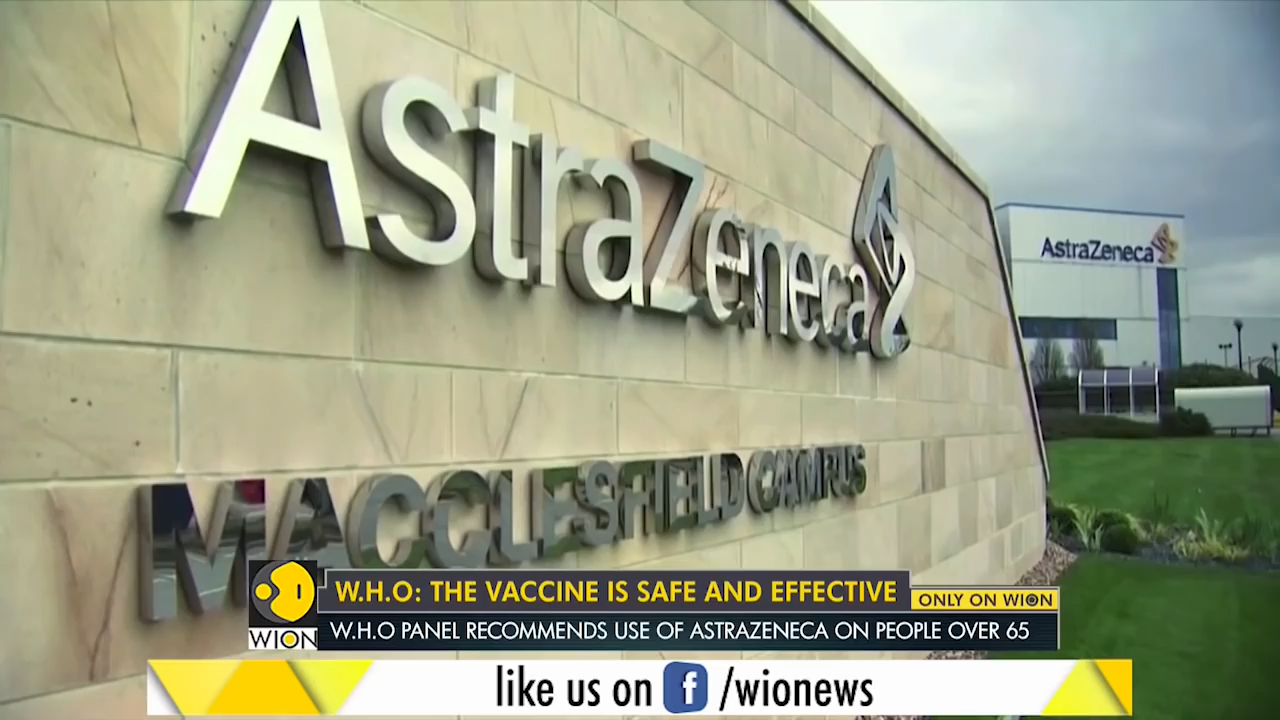 AstraZeneca
AstraZeneca
MACCLESFIELD CAMPUS
W.H.O: THE VACCINE IS SAFE AND EFFECTIVE
ONLY ON WION
WION
W.H.O PANEL RECOMMENDS USE OF ASTRAZENECA ON PEOPLE OVER 65
like us on f /wionews